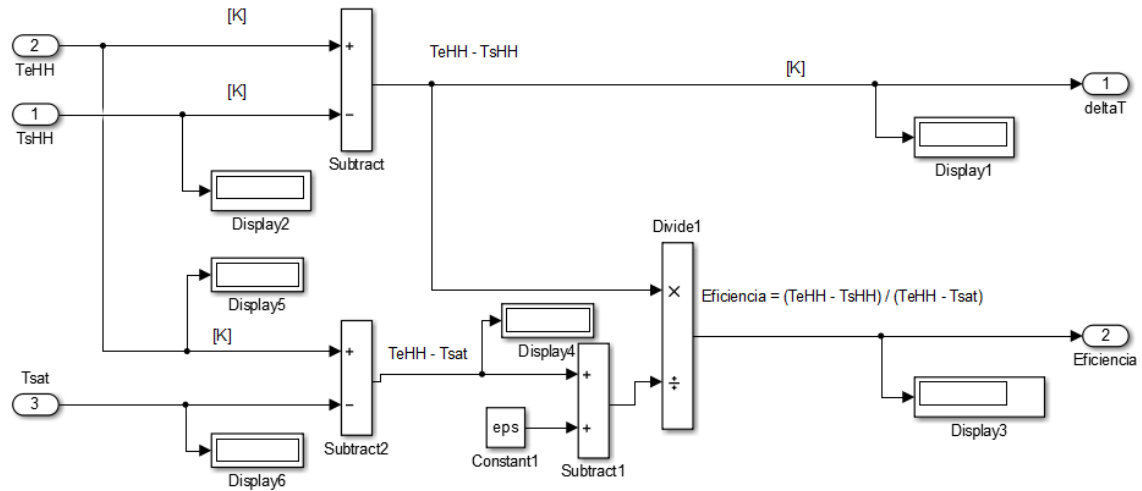 [K]
2
TeHH
+
TeHH - TsHH
[K]
1
deltaT
[K]
1
TsHH
−
Subtract
Display1
Display2
Divide1
Display5
×
Eficiencia = (TeHH - TsHH) / (TeHH - Tsat)
[K]
+
TeHH - Tsat
Display4
2
Eficiencia
Tsat
3
−
+
÷
eps
+
Constant1
Subtract2
Subtract1
Display3
Display6